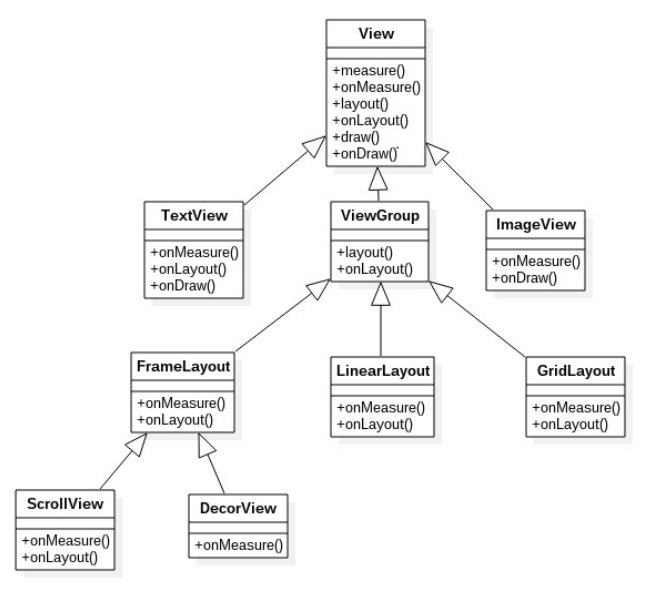 View
+measure()
+onMeasure()
+layout()
+onLayout()
+draw()
+onDraw()
TextView
+onMeasure()
+onLayout()
+onDraw()
ViewGroup
+layout()
+onLayout()
ImageView
+onMeasure()
+onDraw()
FrameLayout
+onMeasure()
+onLayout()
LinearLayout
+onMeasure()
+onLayout()
GridLayout
+onMeasure()
+onLayout()
ScrollView
+onMeasure()
+onLayout()
DecorView
+onMeasure()